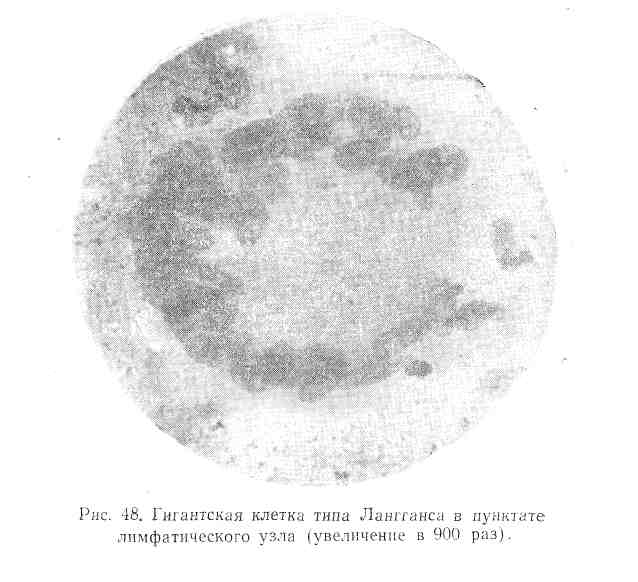 Рис. 48. Гигантская клетка типа Лангганса в пунктате
лимфатического узла (увеличение в 900 раз).